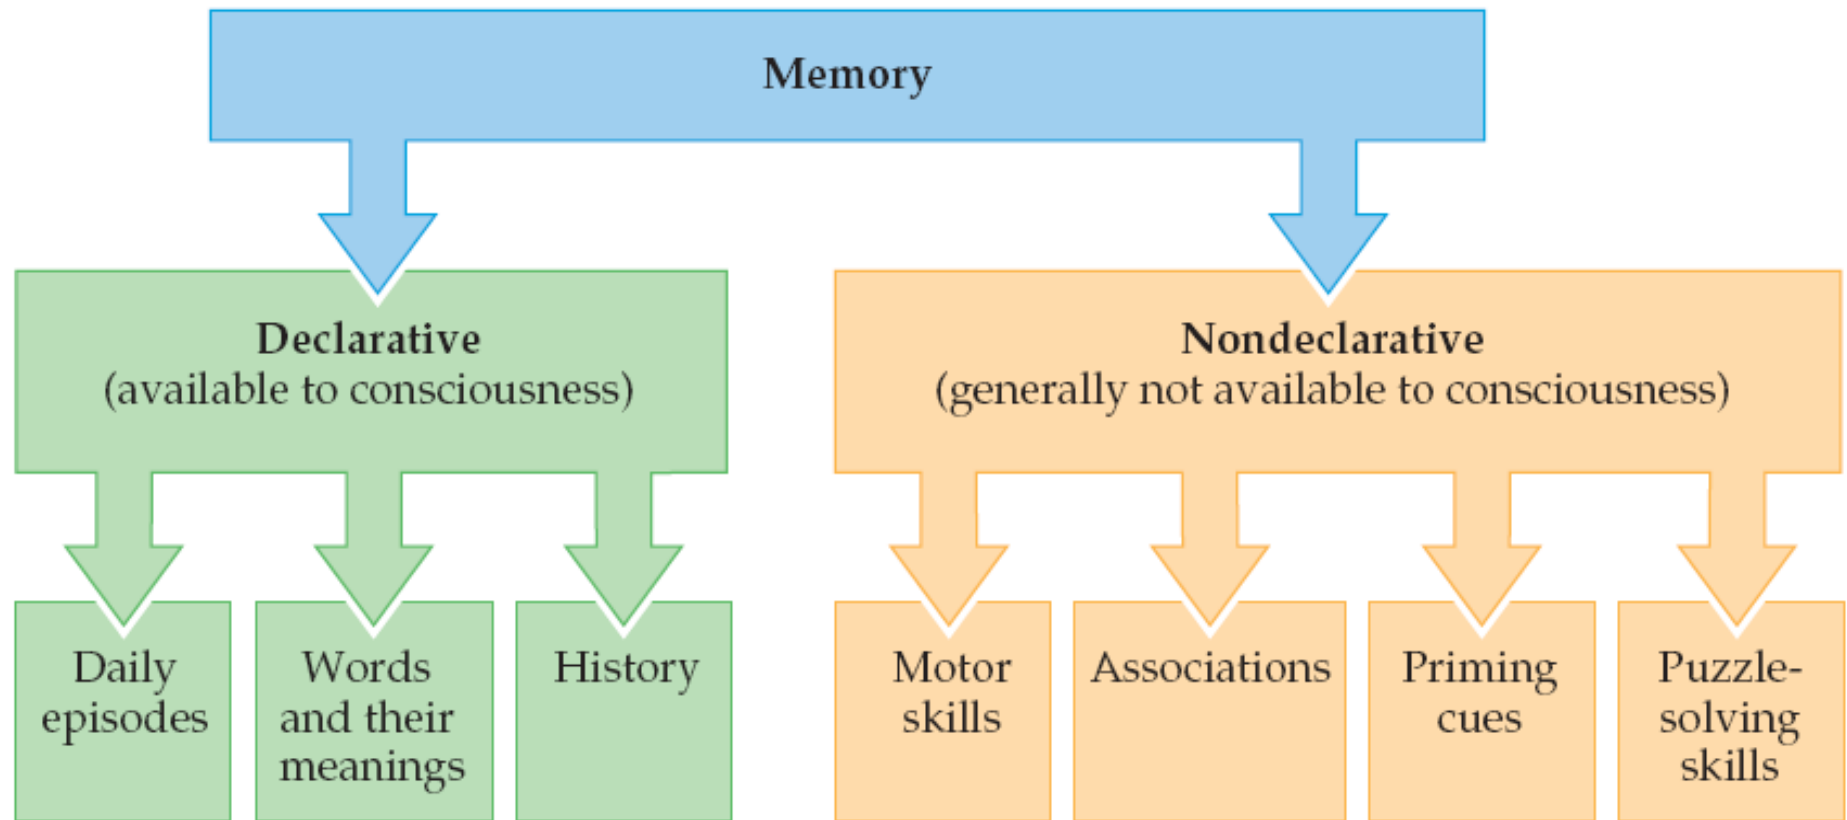 Memory
Declarative
(available to consciousness)
Nondeclarative
(generally not available to consciousness)
Daily
episodes
Words
and their
meanings
History
Motor
skills
Associations
Priming
cues
Puzzle-
solving
skills